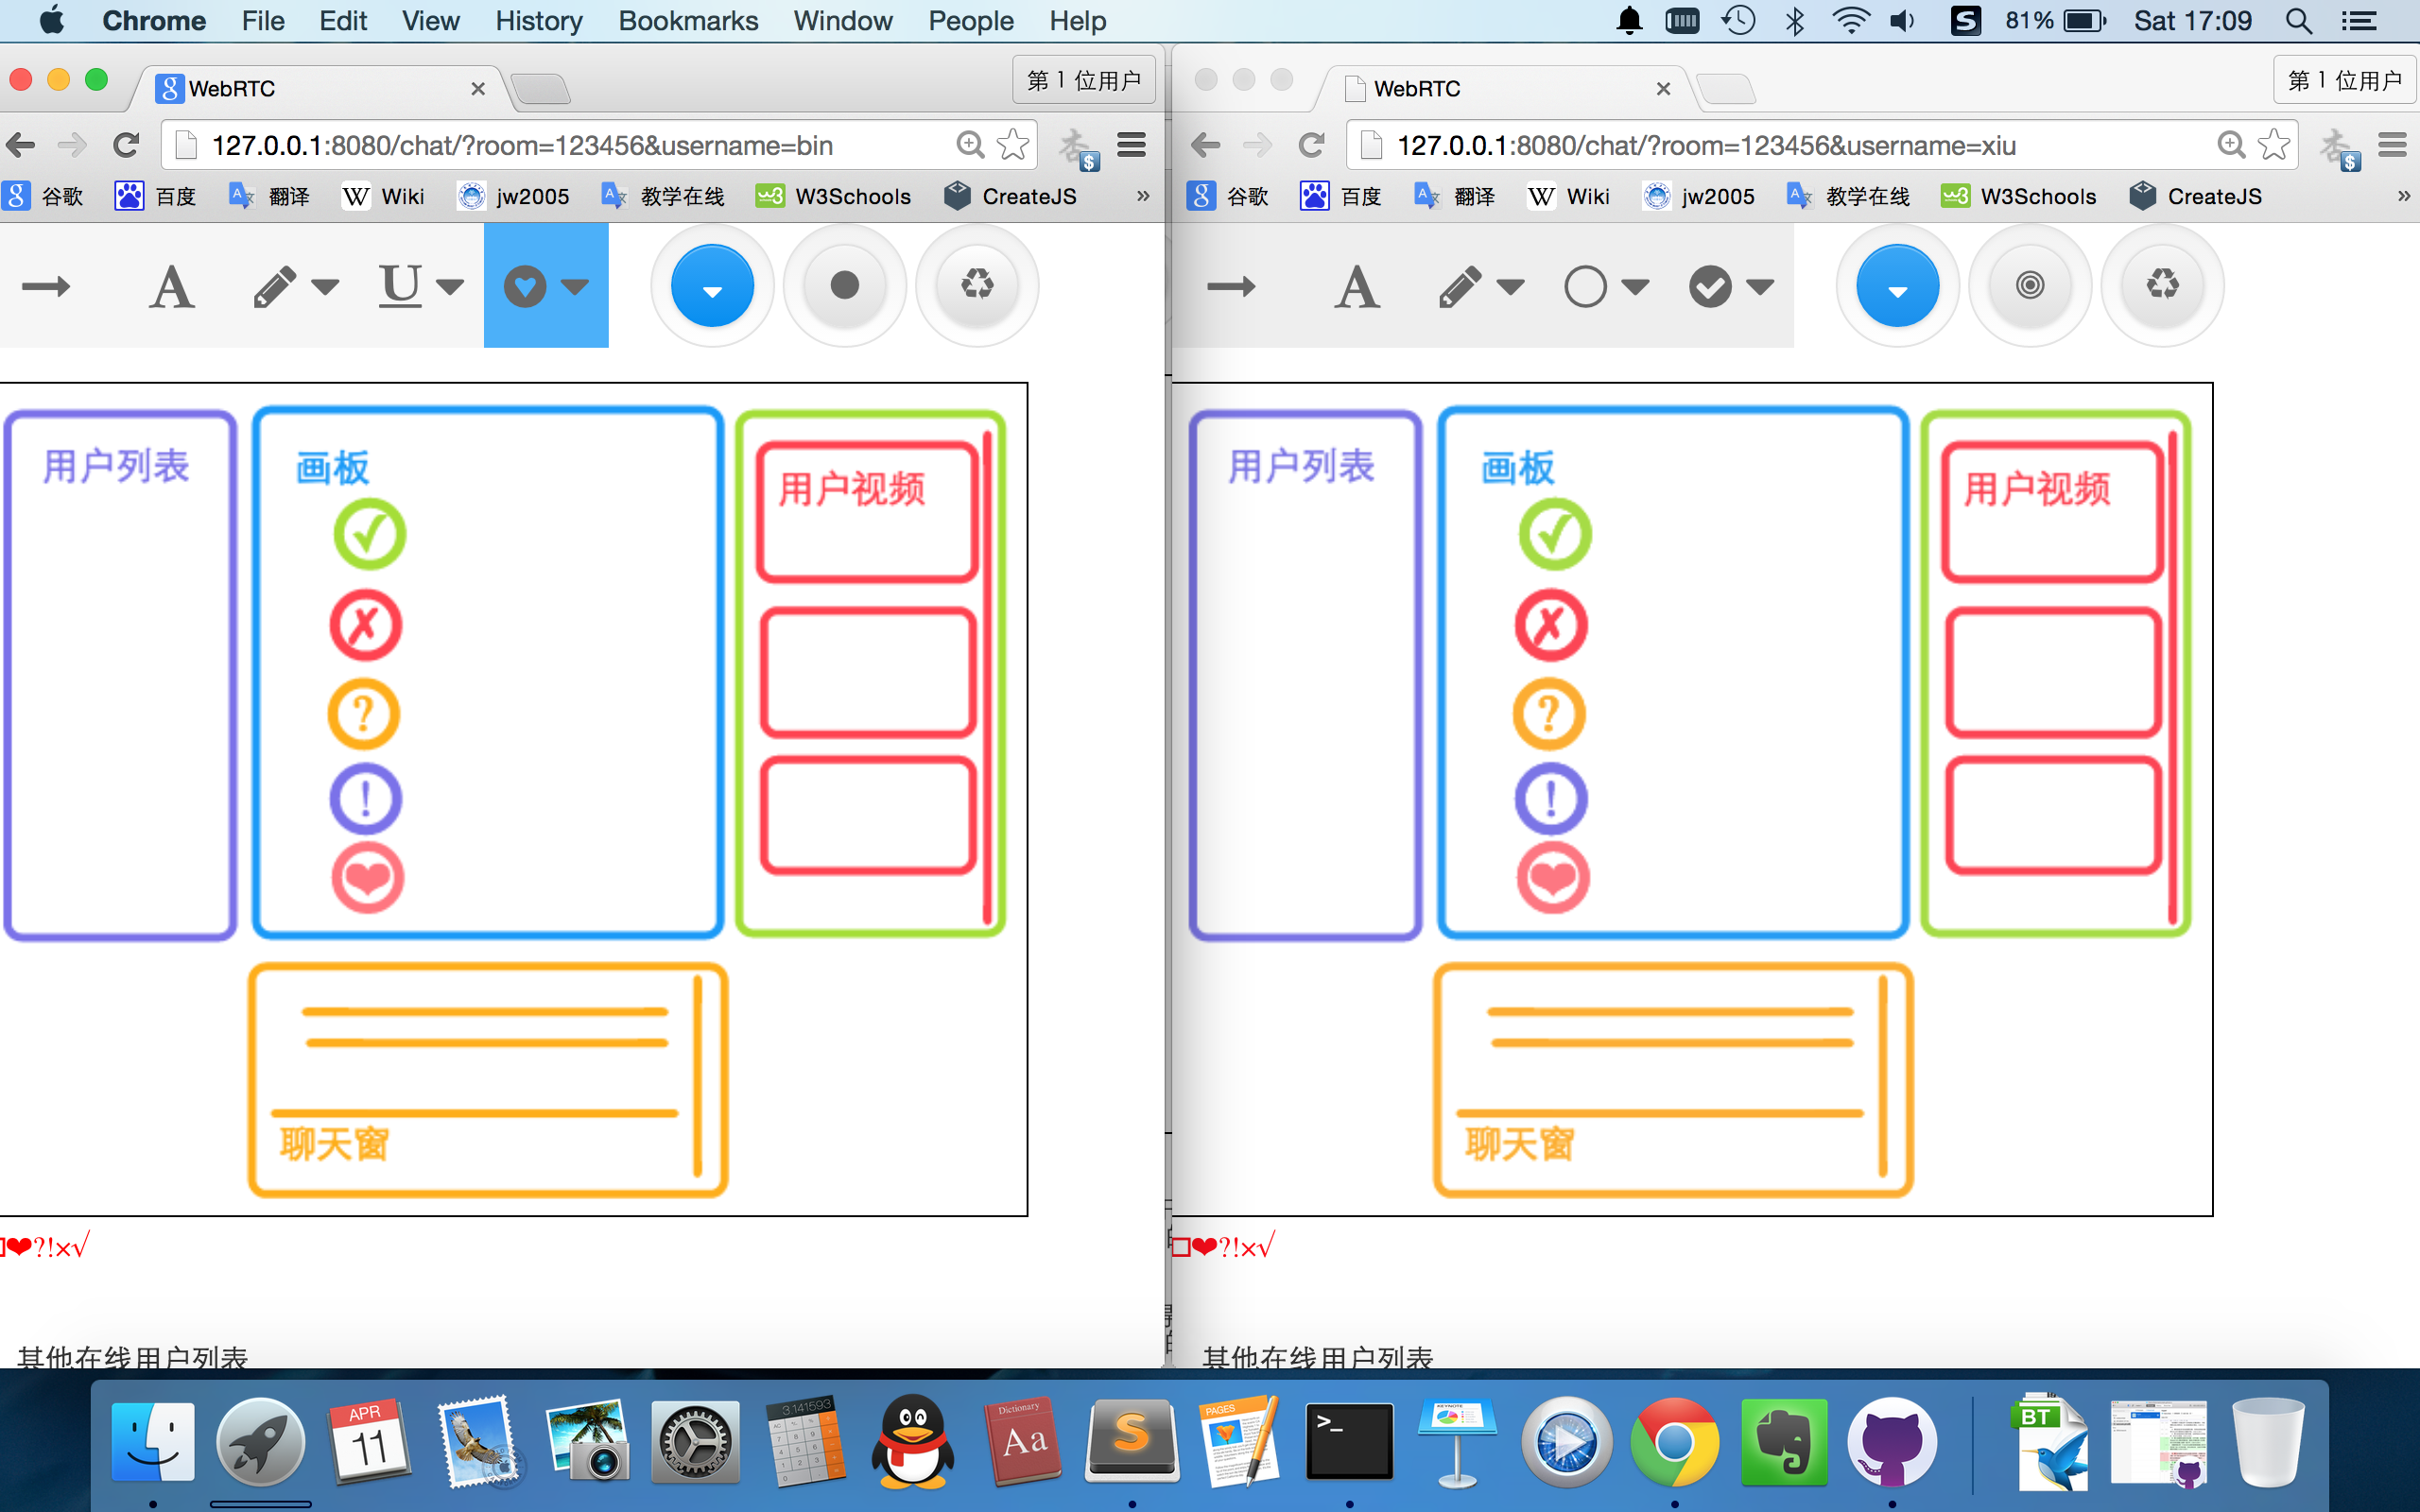 Chrome File Edit View History Bookmarks Window People Help 81% Sat 17:09
WebRTC 第 1 位用户
127.0.0.1:8080/chat/?room=123456&username=bin
谷歌 百度 翻译 Wiki jw2005 教学在线 W3Schools CreateJS »
A U
用户列表
画板
用户视频
✓
✗
?
!
❤
聊天窗
□❤?!×√
其他在线用户列表
WebRTC 第 1 位用户
127.0.0.1:8080/chat/?room=123456&username=xiu
谷歌 百度 翻译 Wiki jw2005 教学在线 W3Schools CreateJS »
A
用户列表
画板
用户视频
✓
✗
?
!
❤
聊天窗
□❤?!×√
其他在线用户列表
APR
11
3.141593
Dictionary
Aa
S
PAGES
>_
KEYNOTE
BT